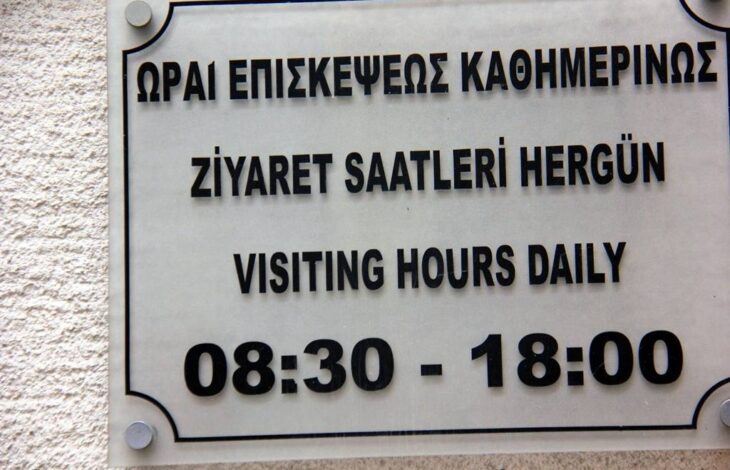 ΩΡΑΙ ΕΠΙΣΚΕΨΕΩΣ ΚΑΘΗΜΕΡΙΝΩΣ
ZİYARET SAATLERİ HERGÜN
VISITING HOURS DAILY
08:30 - 18:00